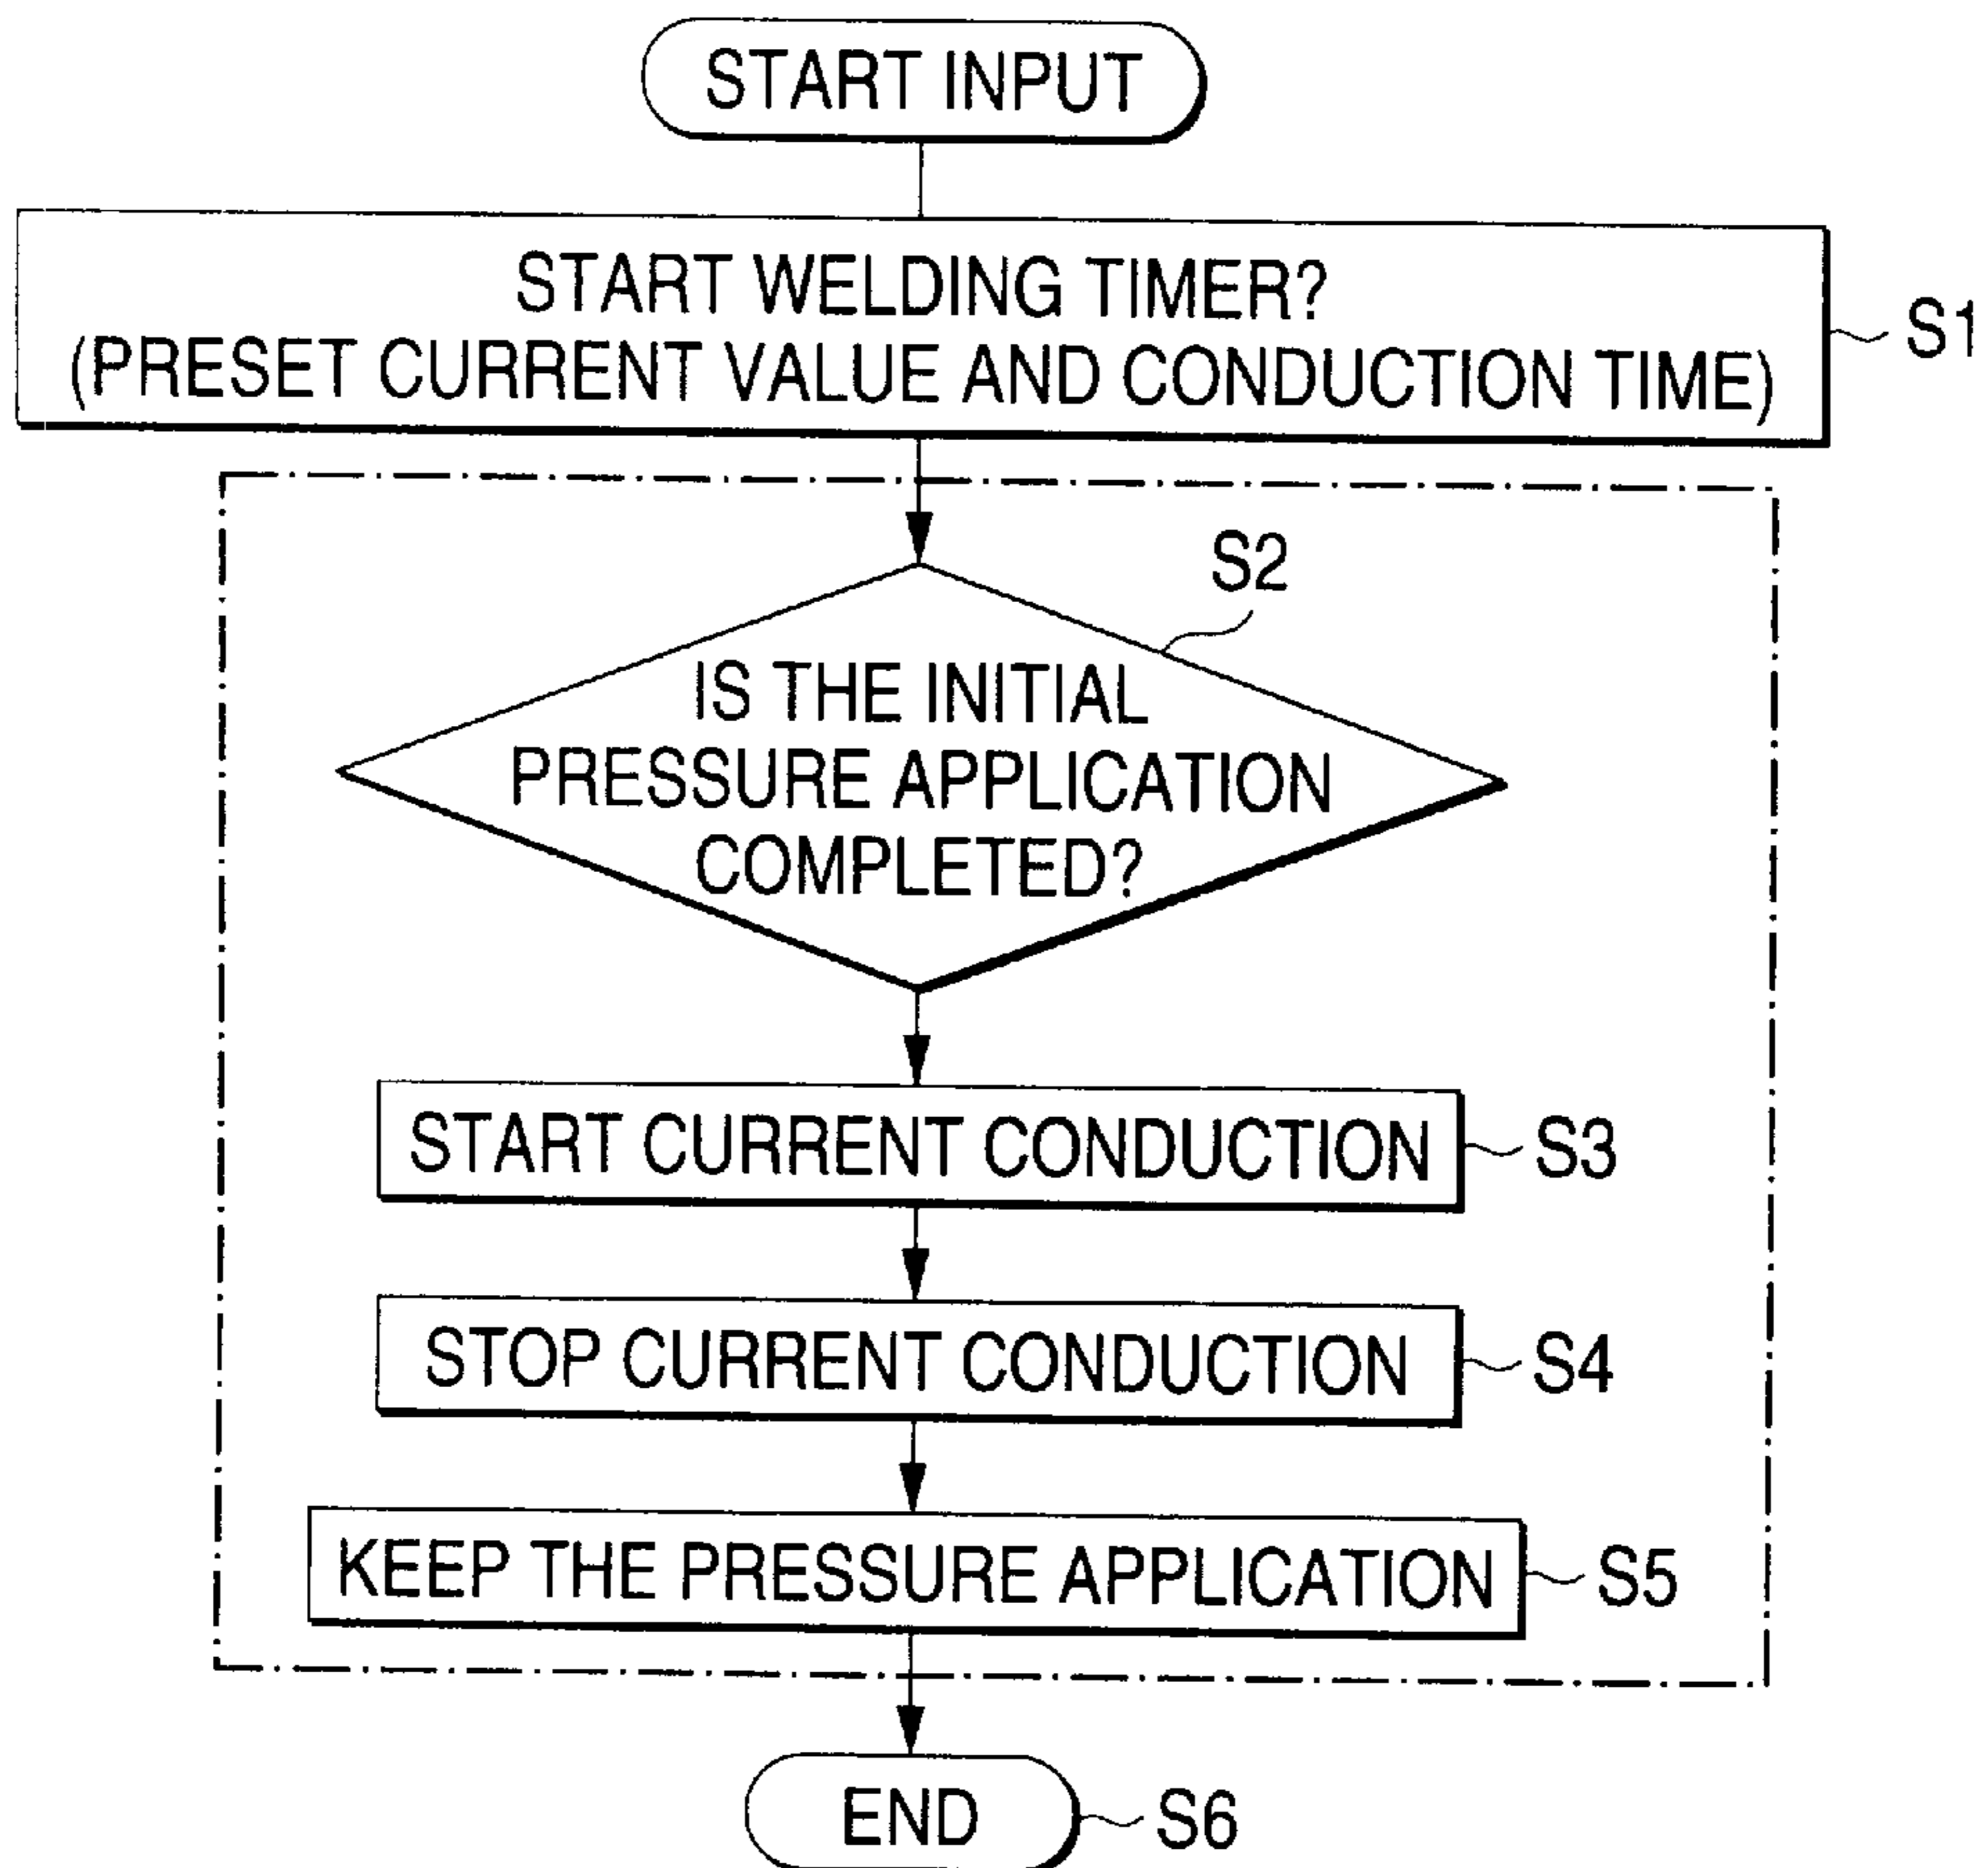 START INPUT
START WELDING TIMER?
(PRESET CURRENT VALUE AND CONDUCTION TIME)
S1
S2
IS THE INITIAL
PRESSURE APPLICATION
COMPLETED?
START CURRENT CONDUCTION
S3
STOP CURRENT CONDUCTION
S4
KEEP THE PRESSURE APPLICATION
S5
END
S6